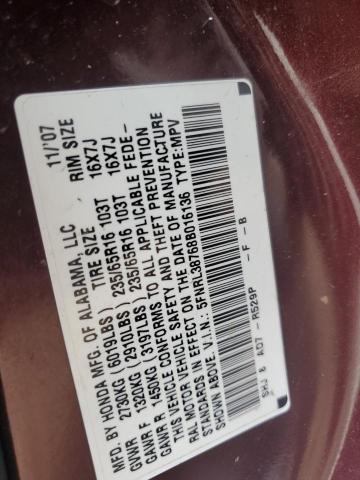 MFD. BY HONDA MFG. OF ALABAMA, LLC 11/'07
GVWR 2730KG (6019LBS) TIRE SIZE RIM SIZE
GAWR F 1320KG (2910LBS) 235/65R16 103T 16X7J
GAWR R 1450KG (3197LBS) 235/65R16 103T 16X7J
THIS VEHICLE CONFORMS TO ALL APPLICABLE FEDE-
RAL MOTOR VEHICLE SAFETY AND THEFT PREVENTION
STANDARDS IN EFFECT ON THE DATE OF MANUFACTURE
SHOWN ABOVE. V.I.N.: 5FNRL38768B016136 TYPE:MPV
SHJ 8 A07 - R529P - F - B